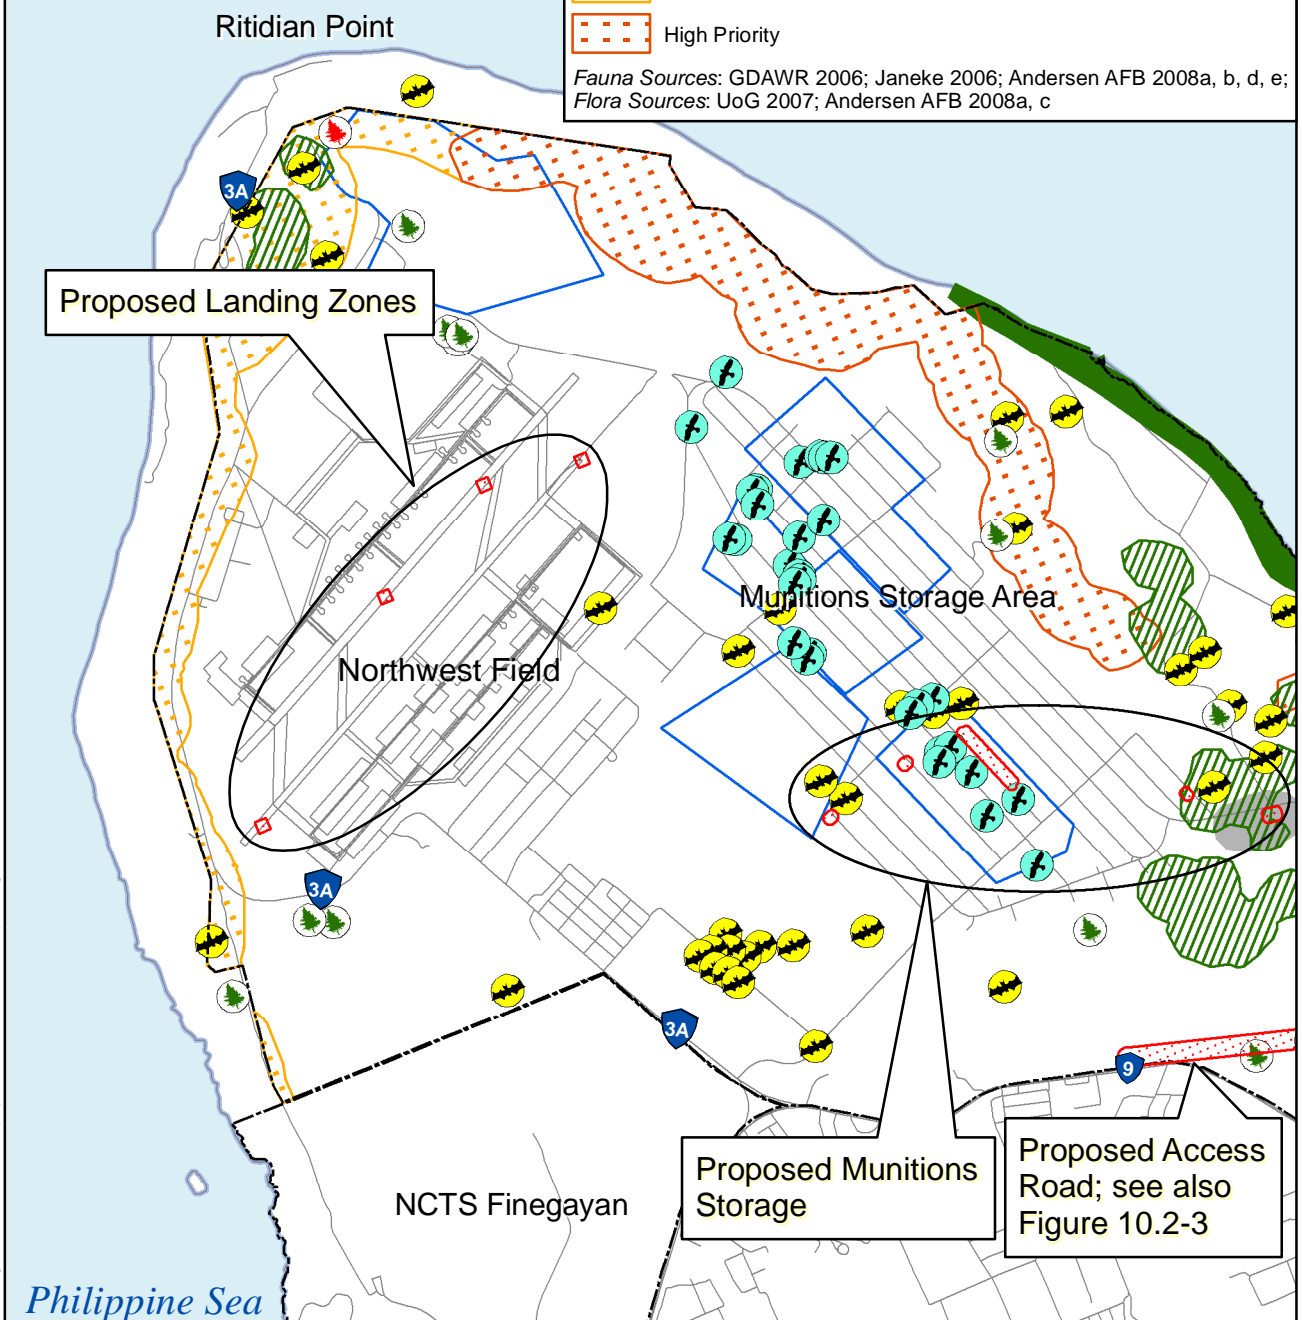 Ritidian Point
High Priority
Fauna Sources: GDAWR 2006; Janeke 2006; Andersen AFB 2008a, b, d, e;
Flora Sources: UoG 2007; Andersen AFB 2008a, c
3A
Proposed Landing Zones
Munitions Storage Area
Northwest Field
3A
3A
9
Proposed Munitions
Storage
Proposed Access
Road; see also
Figure 10.2-3
NCTS Finegayan
Philippine Sea